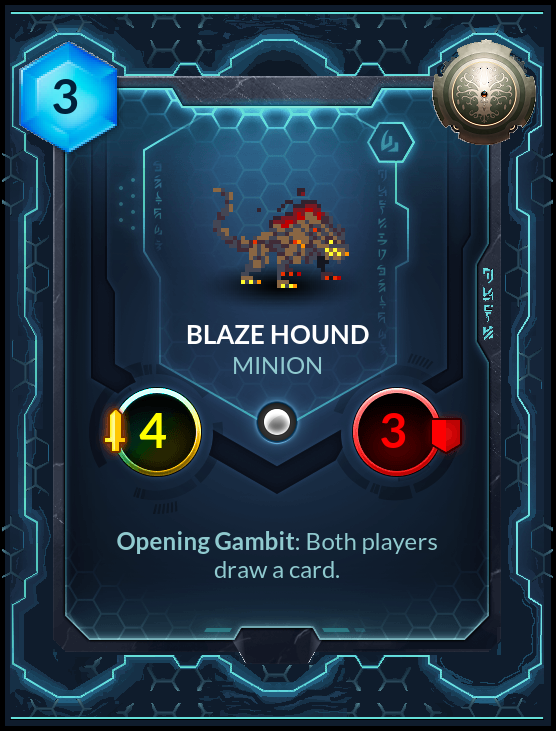 3
BLAZE HOUND
MINION
4
3
Opening Gambit: Both players
draw a card.